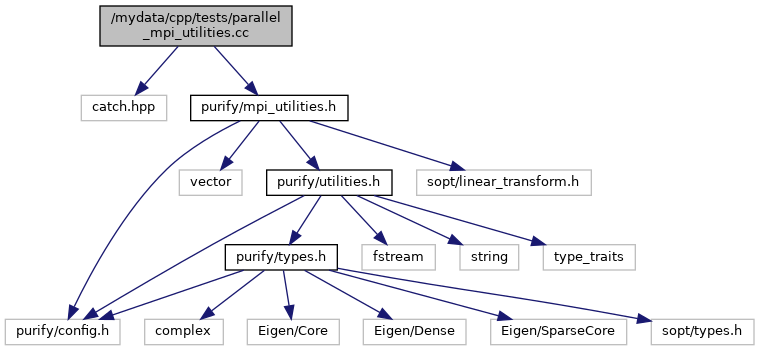 /mydata/cpp/tests/parallel
_mpi_utilities.cc
catch.hpp
purify/mpi_utilities.h
vector
purify/utilities.h
sopt/linear_transform.h
purify/types.h
fstream
string
type_traits
purify/config.h
complex
Eigen/Core
Eigen/Dense
Eigen/SparseCore
sopt/types.h